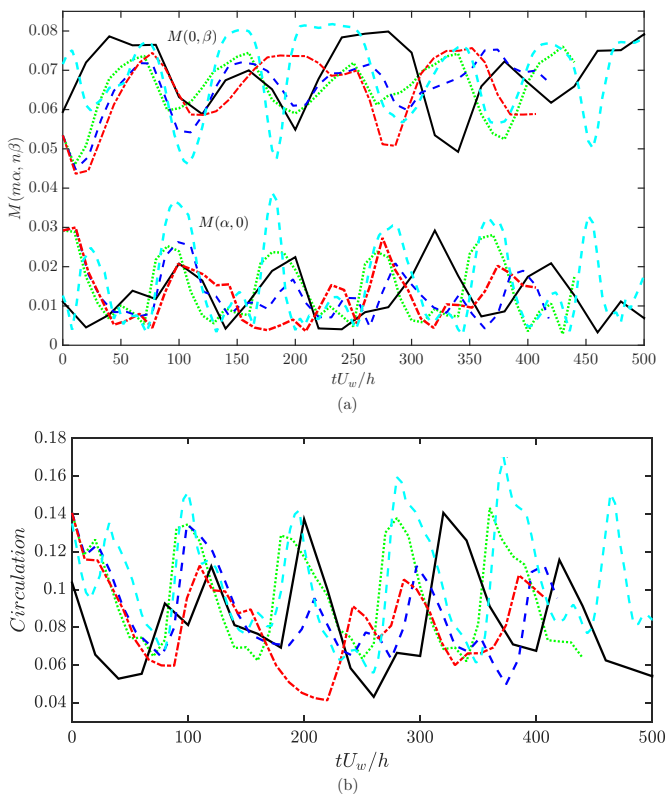 0.08
0.07
0.06
0.05
0.04
0.03
0.02
0.01
0
M(mα, nβ)
M(0, β)
M(α, 0)
0 50 100 150 200 250 300 350 400 450 500
tU_w/h
(a)
0.18
0.16
0.14
0.12
0.1
0.08
0.06
0.04
Circulation
0 100 200 300 400 500
tU_w/h
(b)